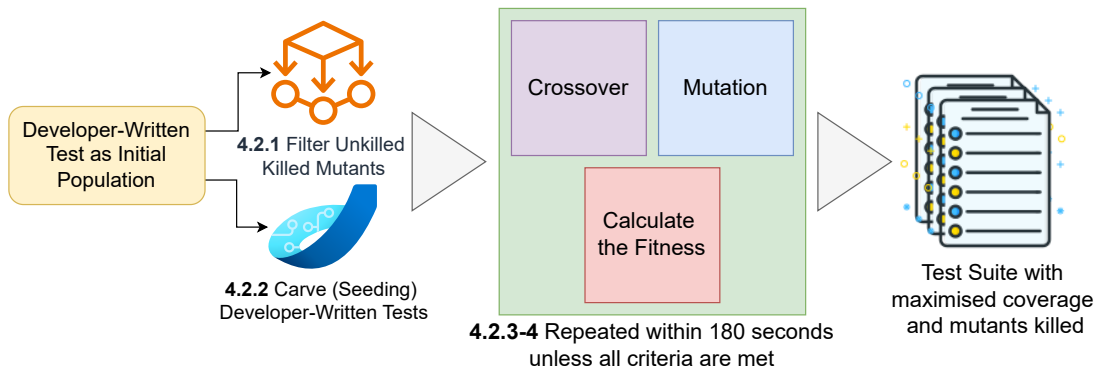 Developer-Written
Test as Initial
Population
4.2.1 Filter Unkilled
Killed Mutants
4.2.2 Carve (Seeding)
Developer-Written Tests
Crossover
Mutation
Calculate
the Fitness
4.2.3-4 Repeated within 180 seconds
unless all criteria are met
Test Suite with
maximised coverage
and mutants killed